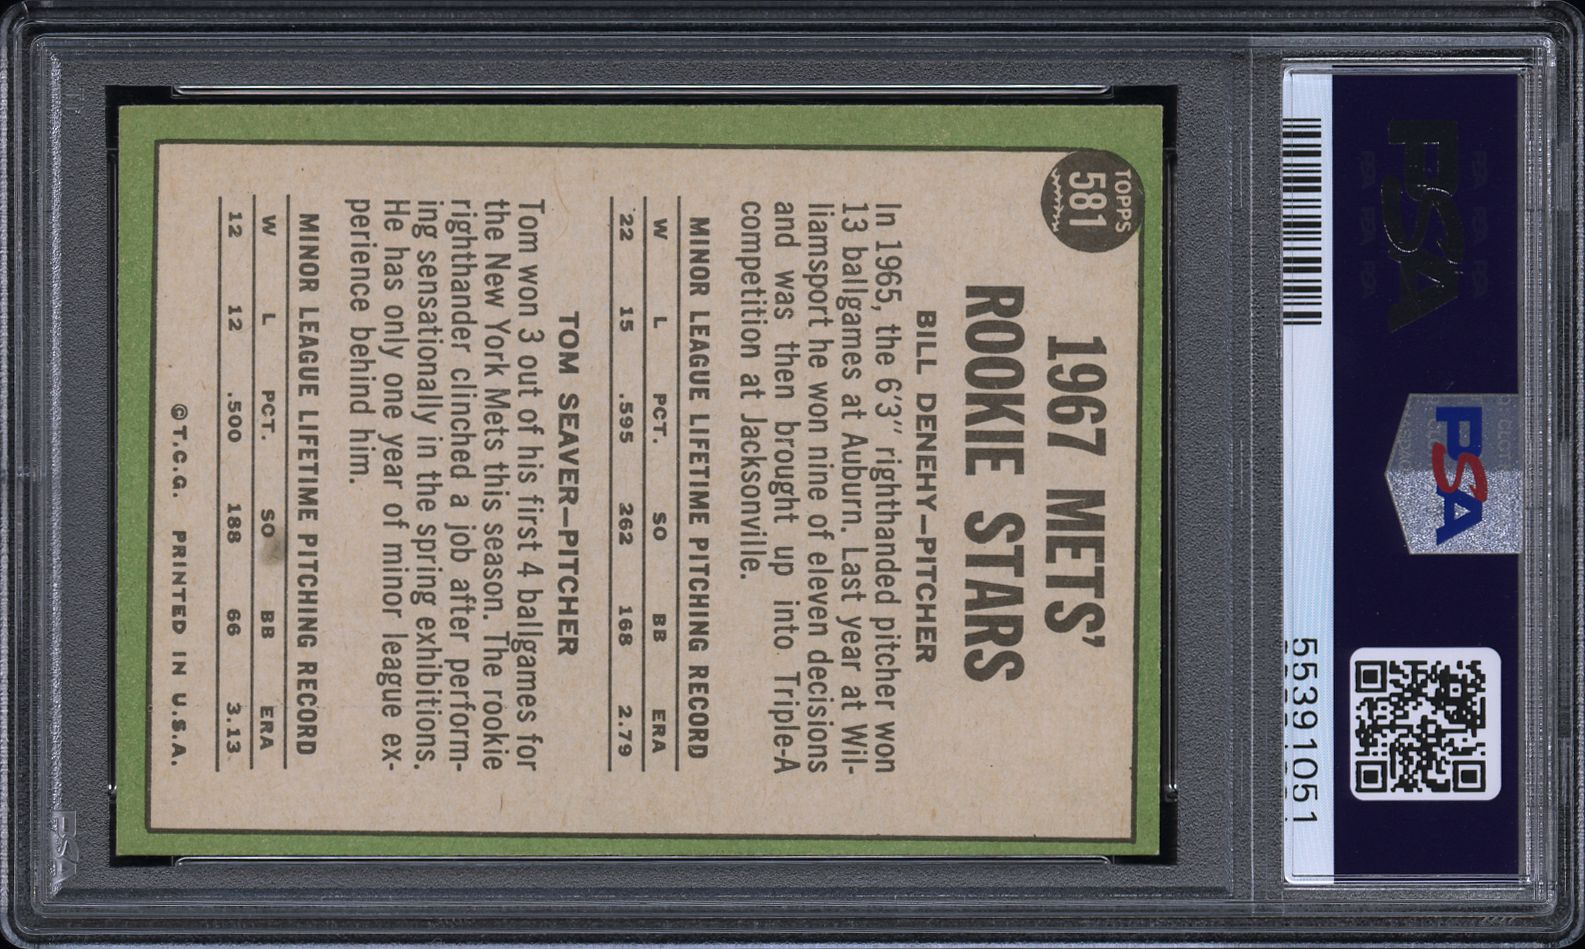 PSA
PSA
55391051
TOPPS
581
1967 METS'
ROOKIE STARS
BILL DENEHY—PITCHER
In 1965, the 6'3" righthanded pitcher won
13 ballgames at Auburn. Last year at Wil-
liamsport he won nine of eleven decisions
and was then brought up into Triple-A
competition at Jacksonville.
MINOR LEAGUE LIFETIME PITCHING RECORD
W L PCT. SO BB ERA
22 15 .595 262 168 2.79
TOM SEAVER—PITCHER
Tom won 3 out of his first 4 ballgames for
the New York Mets this season. The rookie
righthander clinched a job after perform-
ing sensationally in the spring exhibitions.
He has only one year of minor league ex-
perience behind him.
MINOR LEAGUE LIFETIME PITCHING RECORD
W L PCT. SO BB ERA
12 12 .500 188 66 3.13
©T.C.G. PRINTED IN U.S.A.
PSA